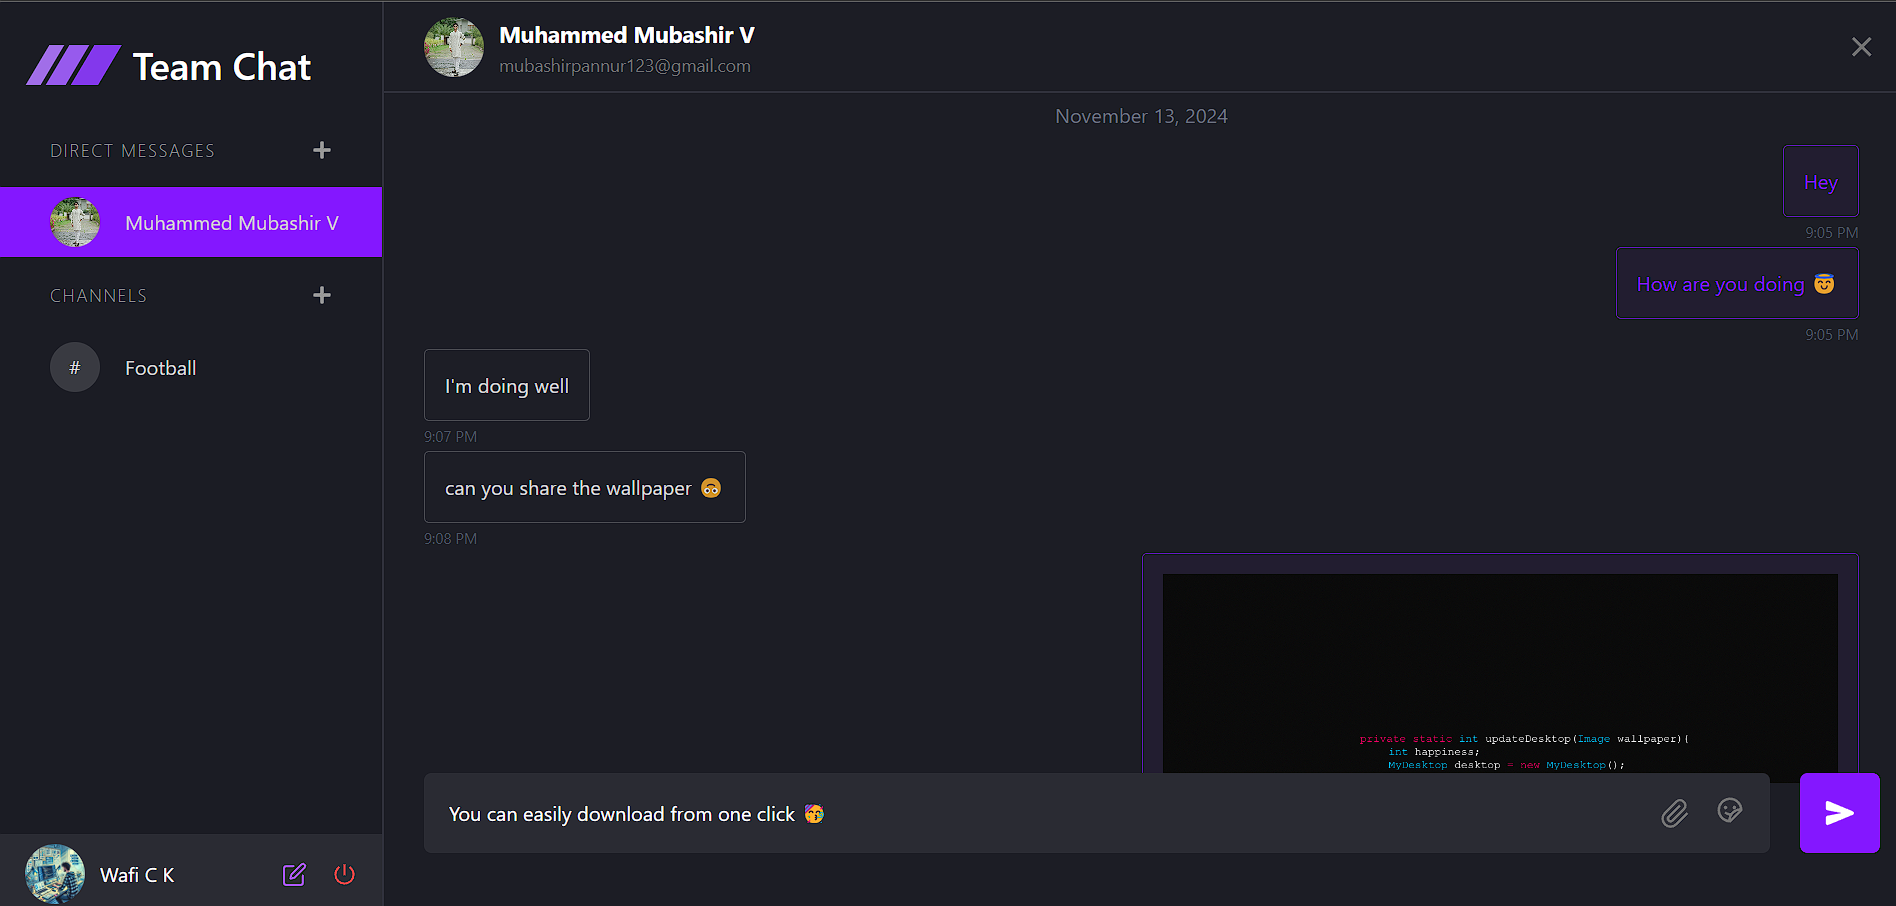 Team Chat
DIRECT MESSAGES
Muhammed Mubashir V
CHANNELS
#
Football
Wafi C K
Muhammed Mubashir V
mubashirpannur123@gmail.com
November 13, 2024
Hey
9:05 PM
How are you doing 😇
9:05 PM
I'm doing well
9:07 PM
can you share the wallpaper 🙃
9:08 PM
private static int updateDesktop(Image wallpaper){
int happiness;
MyDesktop desktop = new MyDesktop();
You can easily download from one click 🥳